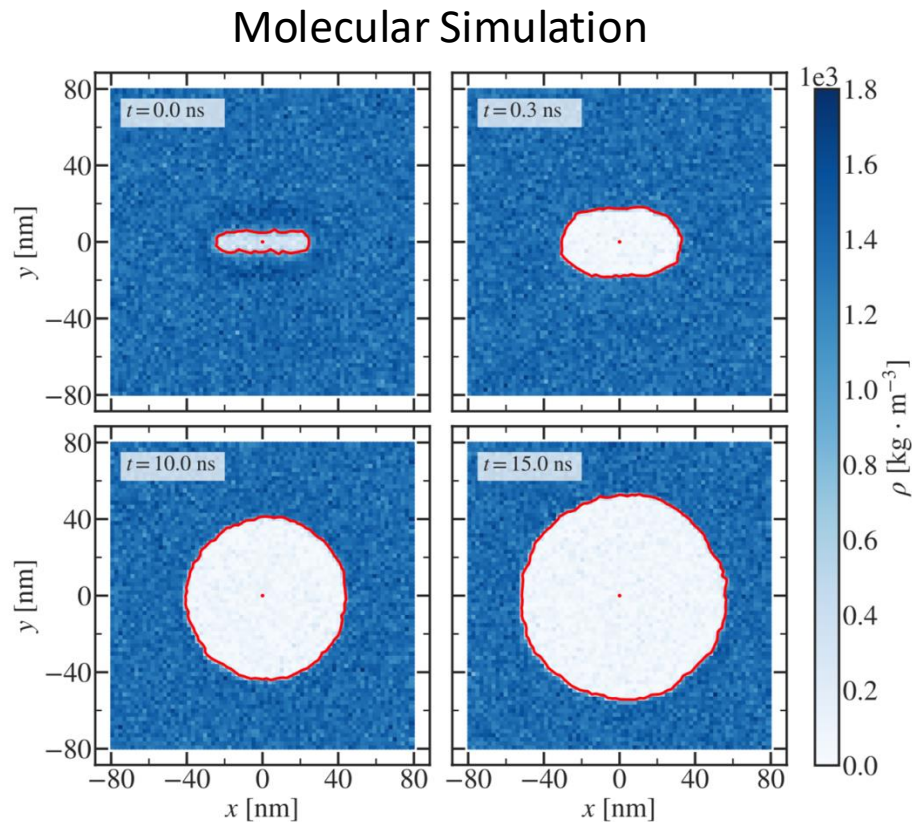 Molecular Simulation
1e3
80
40
0
−40
−80
y [nm]
t = 0.0 ns
t = 0.3 ns
80
40
0
−40
−80
y [nm]
t = 10.0 ns
t = 15.0 ns
−80 −40 0 40 80
x [nm]
−80 −40 0 40 80
x [nm]
1.8
1.6
1.4
1.2
1.0
0.8
0.6
0.4
0.2
0.0
ρ [kg · m⁻³]